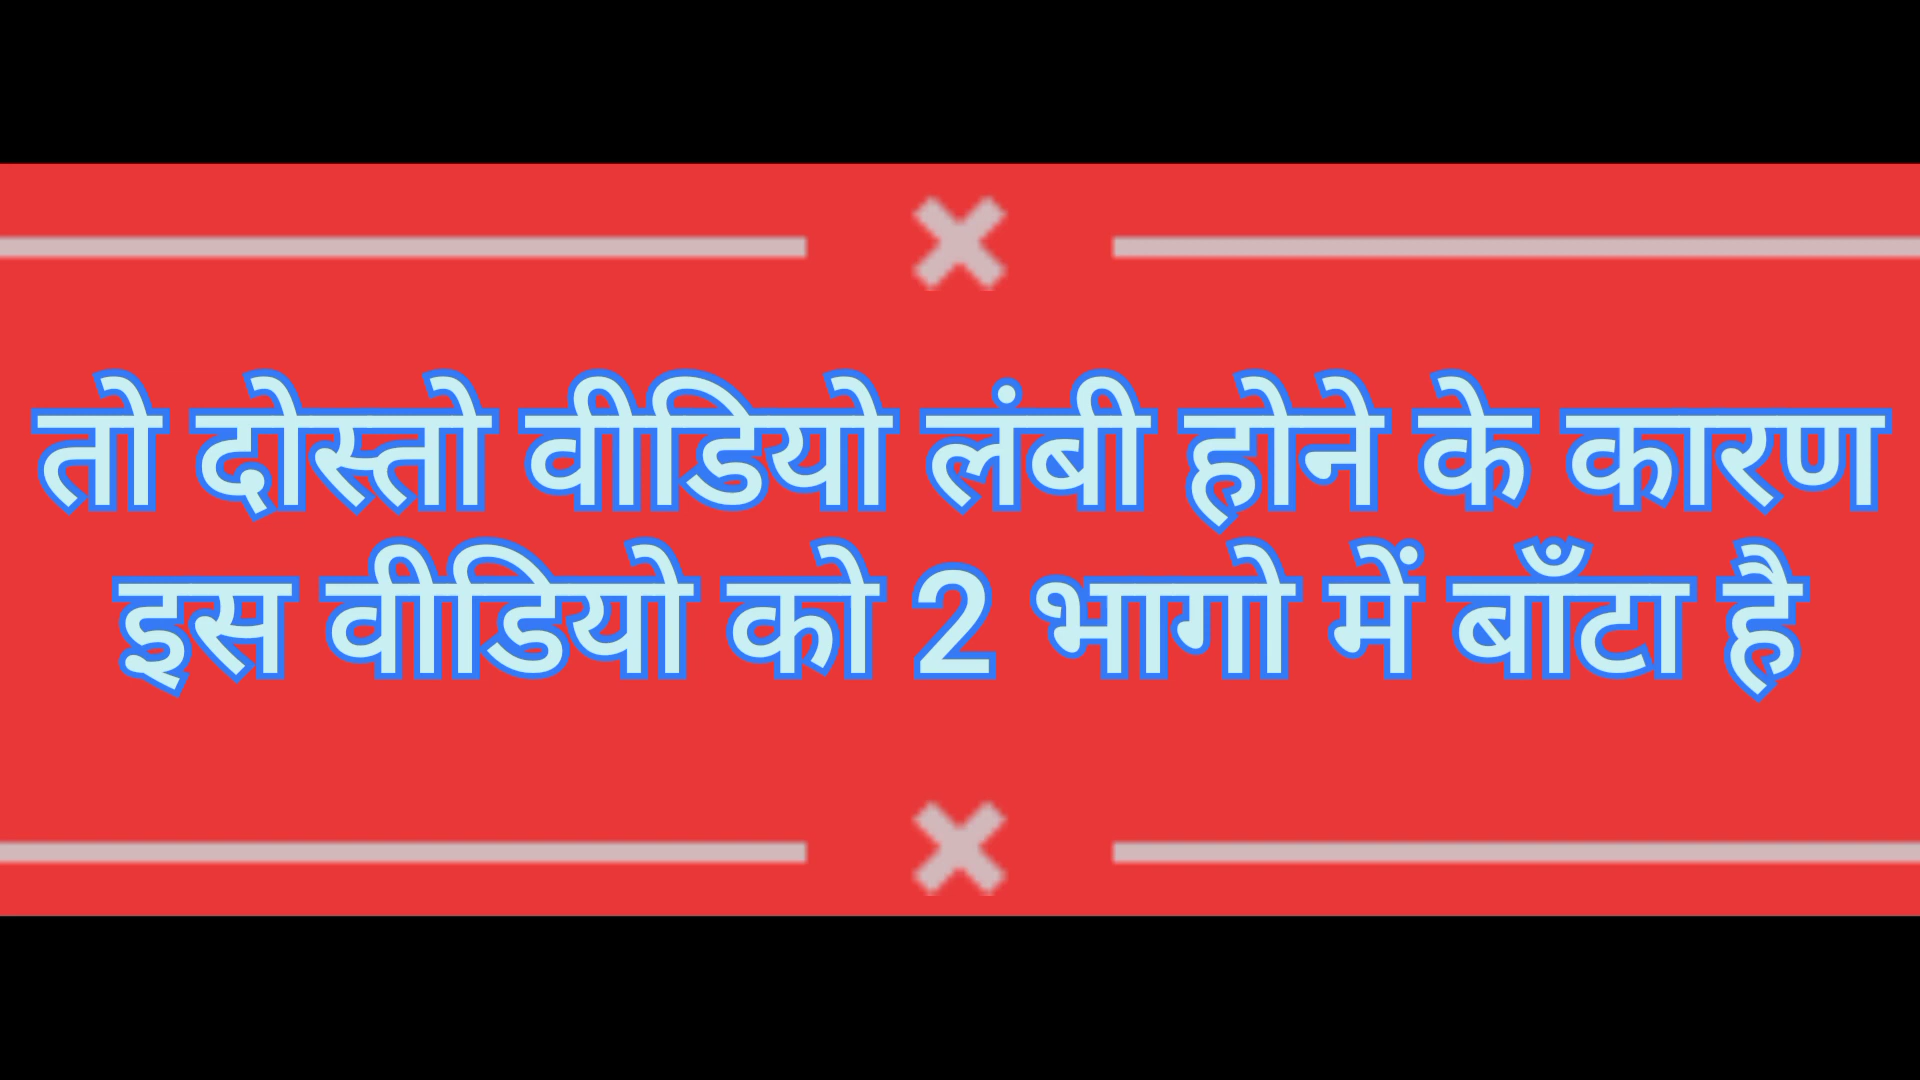 तो दोस्तो वीडियो लंबी होने के कारण
इस वीडियो को 2 भागो में बाँटा है